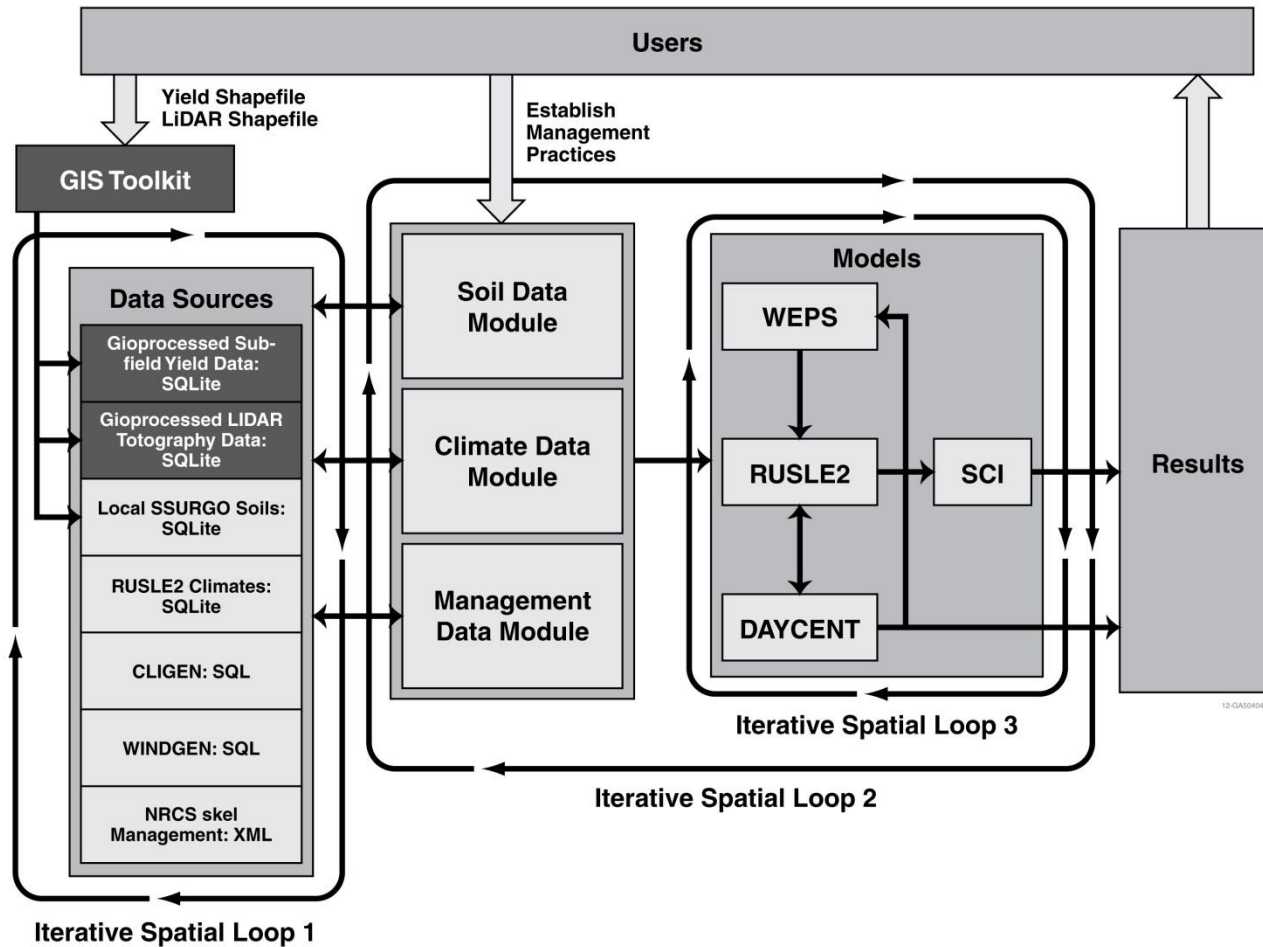 Users
Yield Shapefile
LiDAR Shapefile
Establish
Management
Practices
GIS Toolkit
Data Sources
Gioprocessed Sub-
field Yield Data:
SQLite
Gioprocessed LIDAR
Totography Data:
SQLite
Local SSURGO Soils:
SQLite
RUSLE2 Climates:
SQLite
CLIGEN: SQL
WINDGEN: SQL
NRCS skel
Management: XML
Iterative Spatial Loop 1
Soil Data
Module
Climate Data
Module
Management
Data Module
Models
WEPS
RUSLE2
SCI
DAYCENT
Iterative Spatial Loop 3
Iterative Spatial Loop 2
Results
12-GA50404